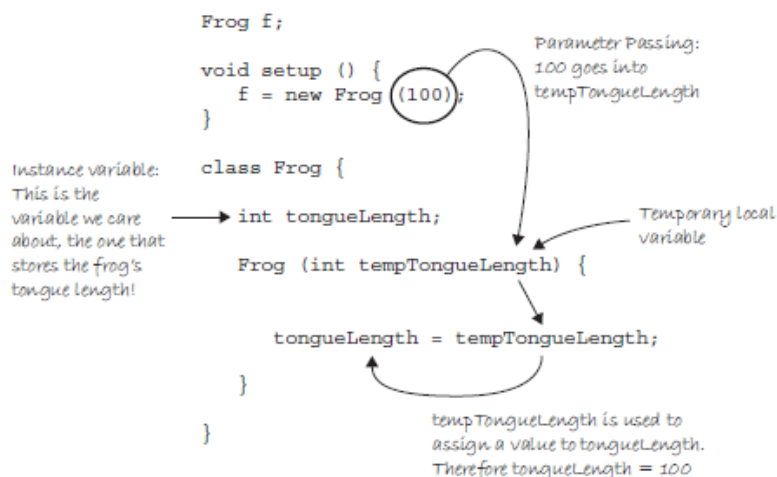 Frog f;
void setup () {
f = new Frog (100);
}
Parameter Passing:
100 goes into
tempTongueLength
class Frog {
Instance variable:
This is the
variable we care
about, the one that
stores the frog's
tongue length!
int tongueLength;
Temporary local
variable
Frog (int tempTongueLength) {
tongueLength = tempTongueLength;
}
}
tempTongueLength is used to
assign a value to tongueLength.
Therefore tongueLength = 100